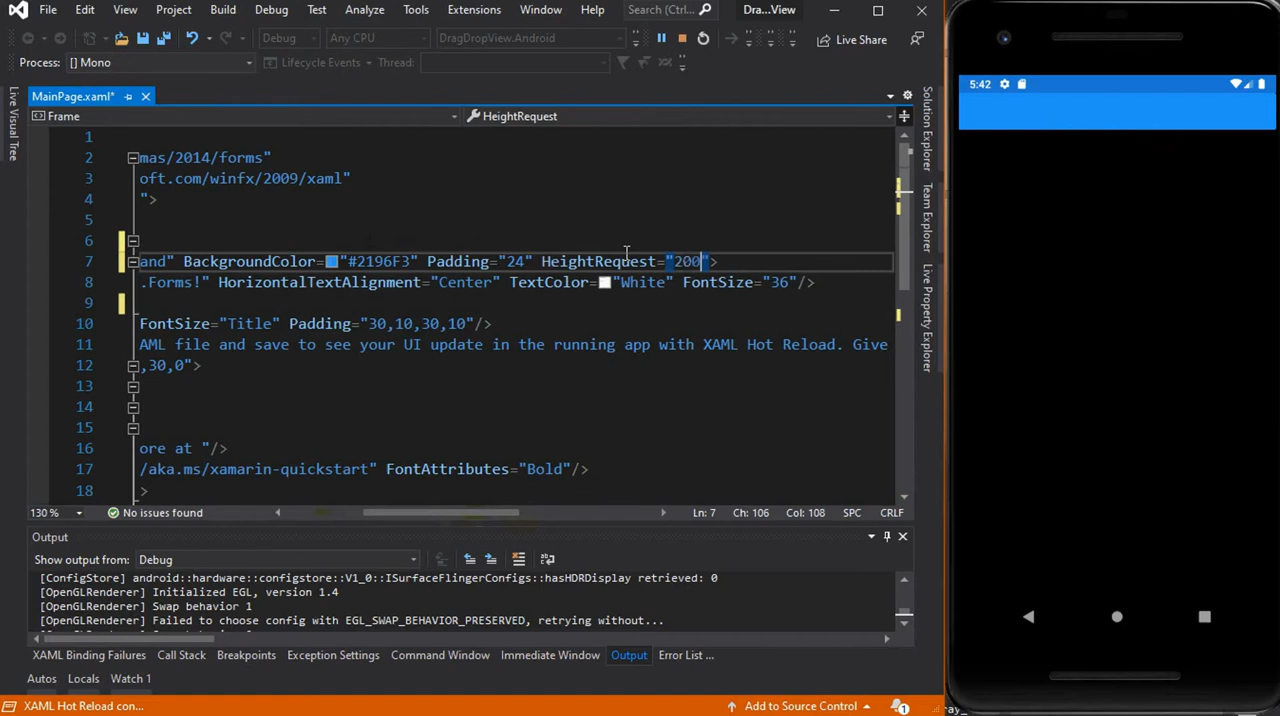 File Edit View Project Build Debug Test Analyze Tools Extensions Window Help Search (Ctrl... Dra...View
Debug Any CPU DragDropView.Android Live Share
Process: [] Mono Lifecycle Events Thread:
MainPage.xaml*
Frame HeightRequest
Live Visual Tree
Solution Explorer
Team Explorer
Live Property Explorer
1
2 mas/2014/forms"
3 oft.com/winfx/2009/xaml"
4 ">
5
6
7 and" BackgroundColor="#2196F3" Padding="24" HeightRequest="200">
8 .Forms!" HorizontalTextAlignment="Center" TextColor="White" FontSize="36"/>
9
10 FontSize="Title" Padding="30,10,30,10"/>
11 AML file and save to see your UI update in the running app with XAML Hot Reload. Give
12 ,30,0">
13
14
15
16 ore at "/>
17 /aka.ms/xamarin-quickstart" FontAttributes="Bold"/>
18 >
130 % No issues found Ln: 7 Ch: 106 Col: 108 SPC CRLF
Output
Show output from: Debug
[ConfigStore] android::hardware::configstore::V1_0::ISurfaceFlingerConfigs::hasHDRDisplay retrieved: 0
[OpenGLRenderer] Initialized EGL, version 1.4
[OpenGLRenderer] Swap behavior 1
[OpenGLRenderer] Failed to choose config with EGL_SWAP_BEHAVIOR_PRESERVED, retrying without...
XAML Binding Failures Call Stack Breakpoints Exception Settings Command Window Immediate Window Output Error List ...
Autos Locals Watch 1
XAML Hot Reload con... Add to Source Control 1
5:42